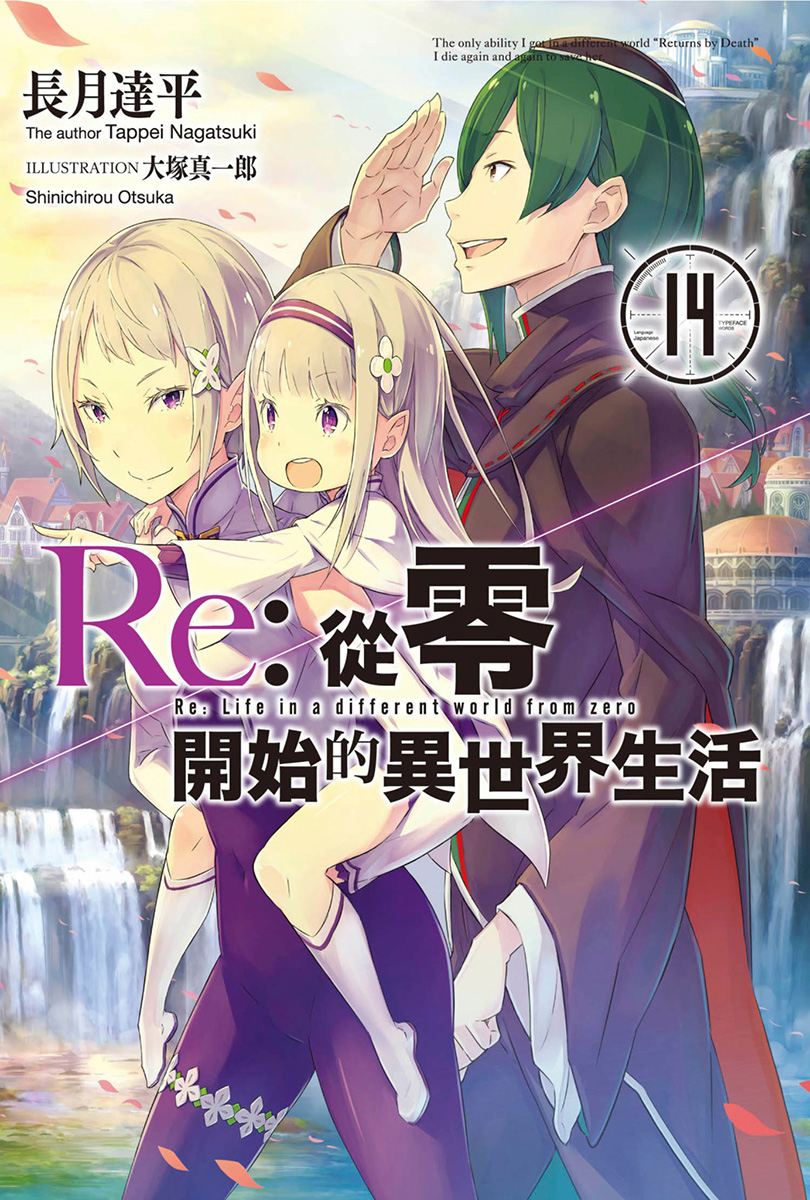 The only ability I got in a different world “Returns by Death”
I die again and again to save her.
長月達平
The author Tappei Nagatsuki
ILLUSTRATION 大塚真一郎
Shinichirou Otsuka
14
Language
Japanese
TYPEFACE
WORDS
Re:從零
Re: Life in a different world from zero
開始的異世界生活